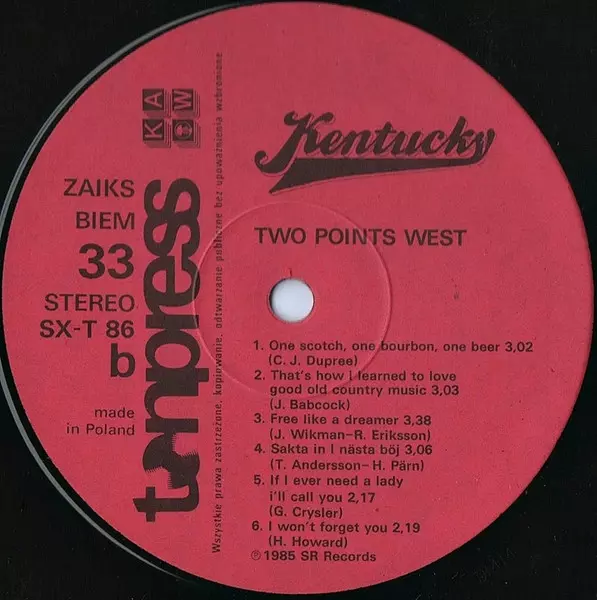 K A
W
ZAIKS
BIEM
33
STEREO
SX-T 86
b
made
in Poland
tonpress
Wszystkie prawa zastrzeżone, kopiowanie, odtwarzanie publiczne bez upoważnienia wzbronione
Kentucky
TWO POINTS WEST
1. One scotch, one bourbon, one beer 3,02
(C. J. Dupree)
2. That's how I learned to love
good old country music 3,03
(J. Babcock)
3. Free like a dreamer 3,38
(J. Wikman-R. Eriksson)
4. Sakta in I nästa böj 3,06
(T. Andersson-H. Pärn)
5. If I ever need a lady
i'll call you 2,17
(G. Crysler)
6. I won't forget you 2,19
(H. Howard)
℗1985 SR Records